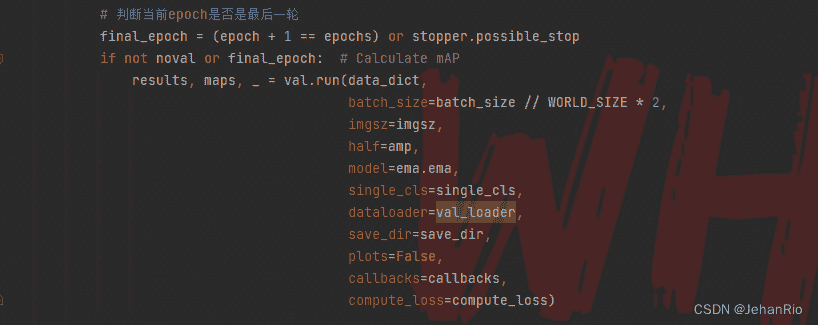 # 判断当前epoch是否是最后一轮
final_epoch = (epoch + 1 == epochs) or stopper.possible_stop
if not noval or final_epoch:  # Calculate mAP
    results, maps, _ = val.run(data_dict,
                               batch_size=batch_size // WORLD_SIZE * 2,
                               imgsz=imgsz,
                               half=amp,
                               model=ema.ema,
                               single_cls=single_cls,
                               dataloader=val_loader,
                               save_dir=save_dir,
                               plots=False,
                               callbacks=callbacks,
                               compute_loss=compute_loss)
WH
CSDN @JehanRio